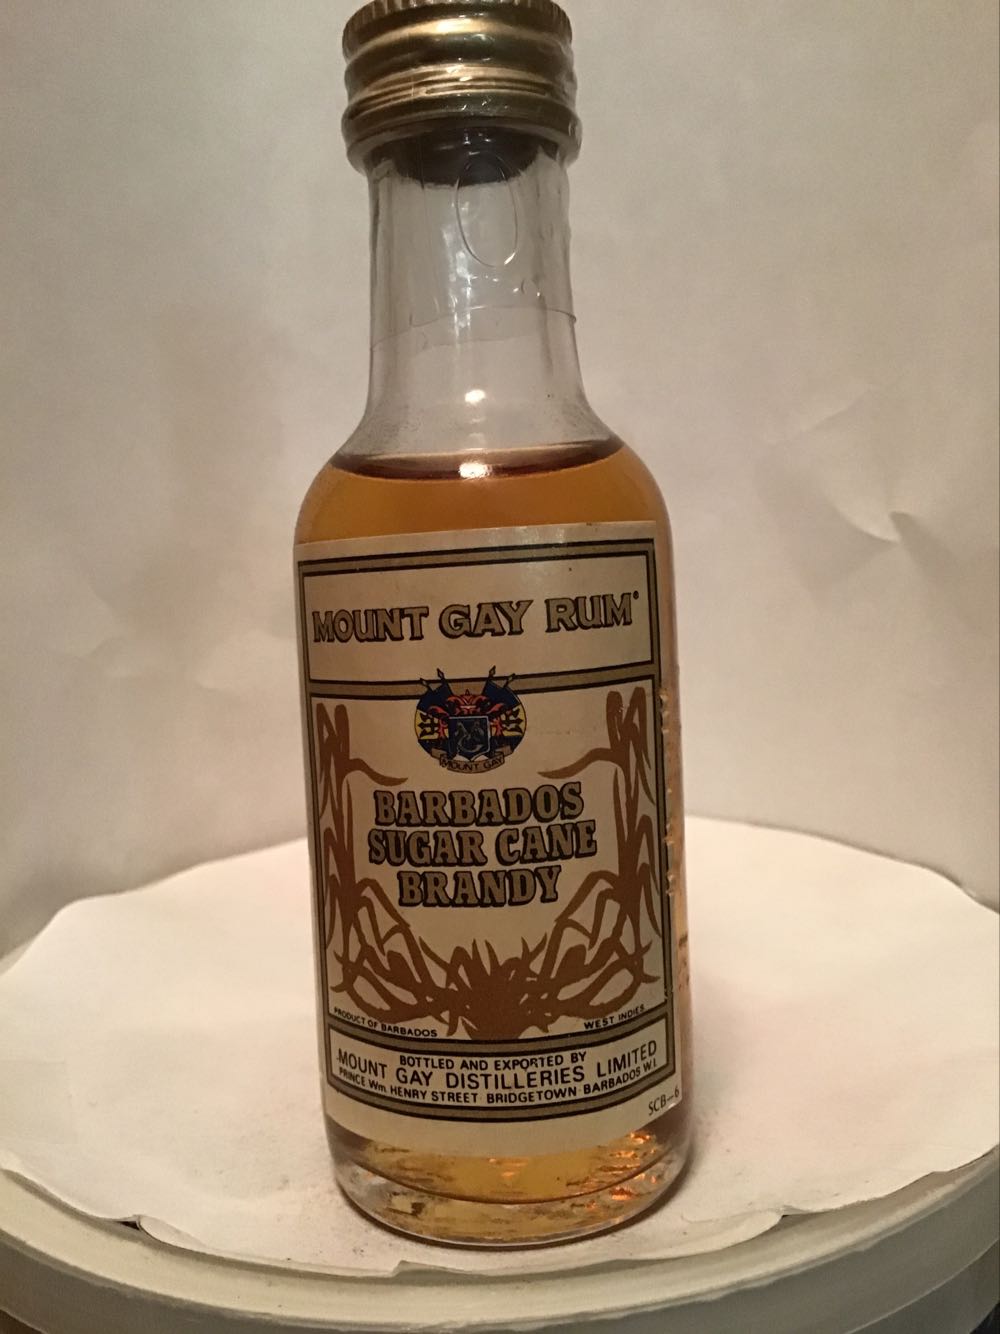 MOUNT GAY RUM®
MOUNT GAY
BARBADOS
SUGAR CANE
BRANDY
PRODUCT OF BARBADOS WEST INDIES
BOTTLED AND EXPORTED BY
MOUNT GAY DISTILLERIES LIMITED
PRINCE Wm. HENRY STREET · BRIDGETOWN · BARBADOS W.I.
SCB-6